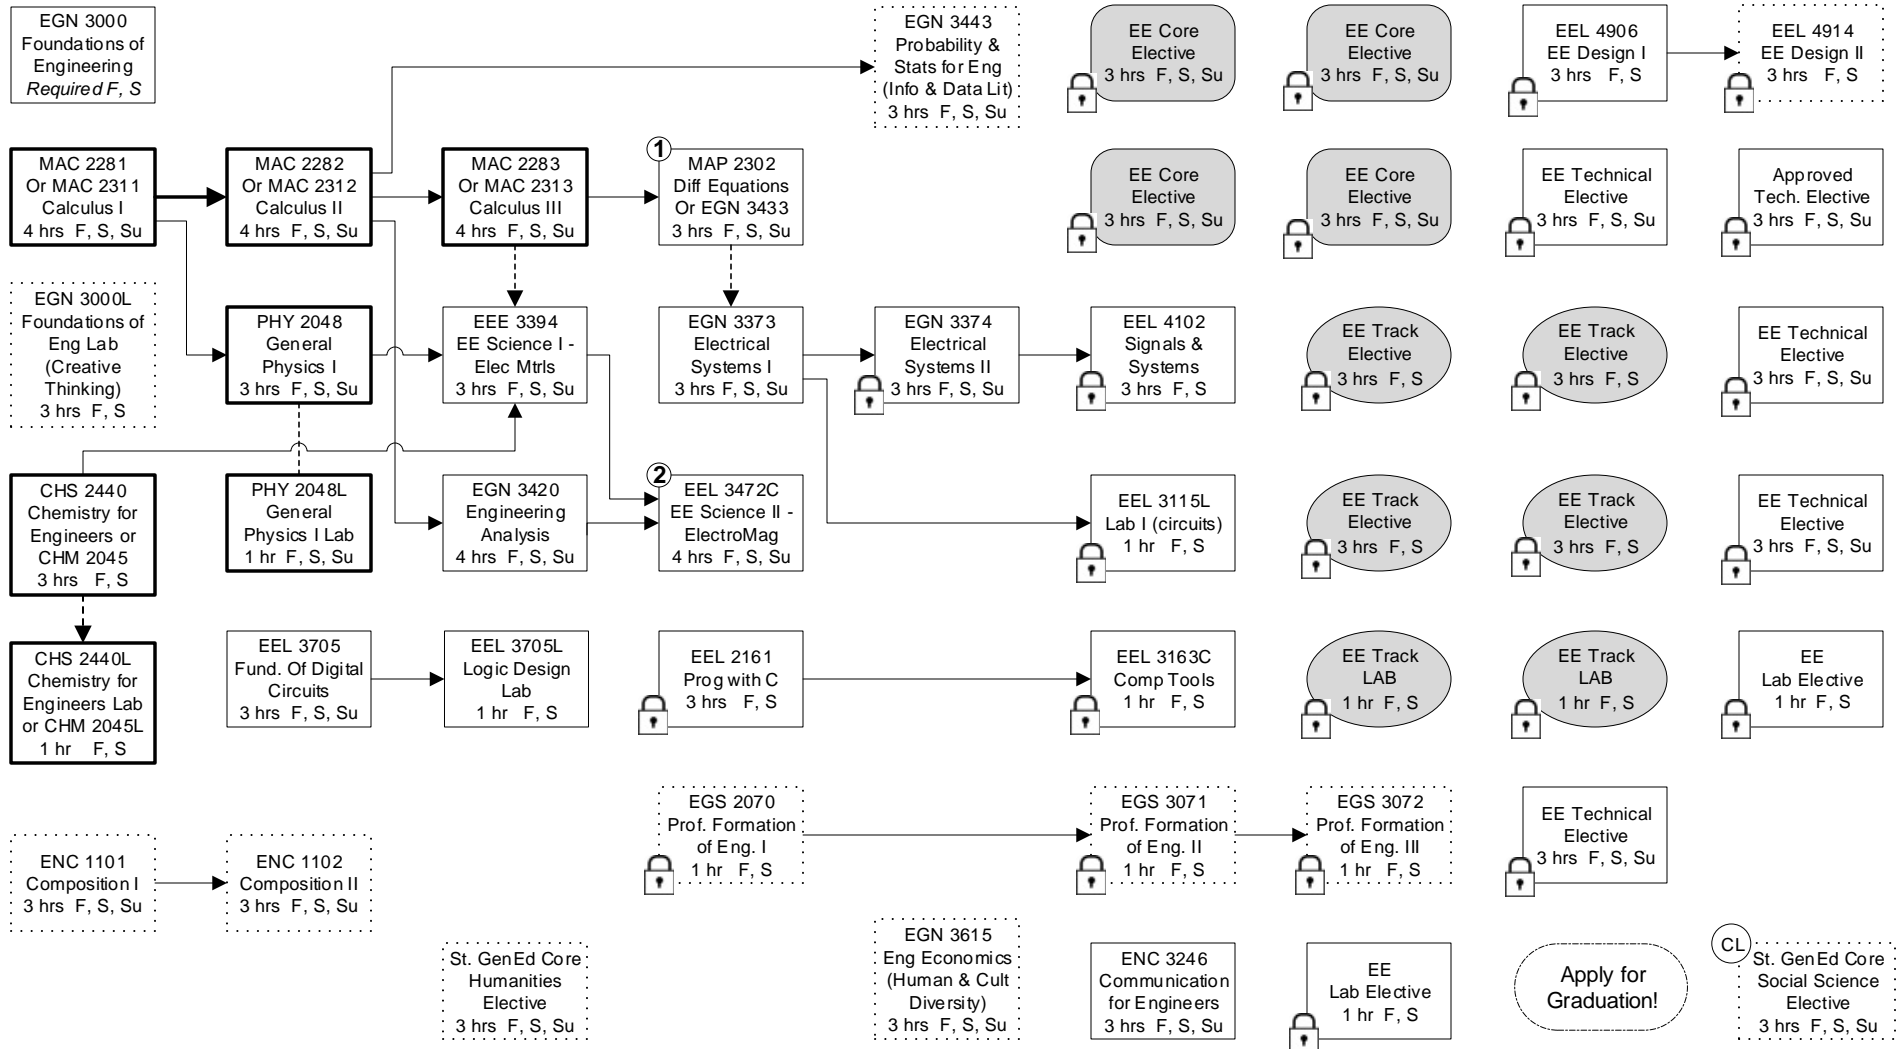 EGN 3000
Foundations of
Engineering
Required F, S
EGN 3443
Probability &
Stats for Eng
(Info & Data Lit)
3 hrs F, S, Su
EE Core
Elective
3 hrs F, S, Su
EE Core
Elective
3 hrs F, S, Su
EEL 4906
EE Design I
3 hrs F, S
EEL 4914
EE Design II
3 hrs F, S
MAC 2281
Or MAC 2311
Calculus I
4 hrs F, S, Su
MAC 2282
Or MAC 2312
Calculus II
4 hrs F, S, Su
MAC 2283
Or MAC 2313
Calculus III
4 hrs F, S, Su
1
MAP 2302
Diff Equations
Or EGN 3433
3 hrs F, S, Su
EE Core
Elective
3 hrs F, S, Su
EE Core
Elective
3 hrs F, S, Su
EE Technical
Elective
3 hrs F, S, Su
Approved
Tech. Elective
3 hrs F, S, Su
EGN 3000L
Foundations of
Eng Lab
(Creative
Thinking)
3 hrs F, S
PHY 2048
General
Physics I
3 hrs F, S, Su
EEE 3394
EE Science I -
Elec Mtrls
3 hrs F, S, Su
EGN 3373
Electrical
Systems I
3 hrs F, S, Su
EGN 3374
Electrical
Systems II
3 hrs F, S, Su
EEL 4102
Signals &
Systems
3 hrs F, S
EE Track
Elective
3 hrs F, S
EE Track
Elective
3 hrs F, S
EE Technical
Elective
3 hrs F, S, Su
CHS 2440
Chemistry for
Engineers or
CHM 2045
3 hrs F, S
PHY 2048L
General
Physics I Lab
1 hr F, S, Su
EGN 3420
Engineering
Analysis
4 hrs F, S, Su
2
EEL 3472C
EE Science II -
ElectroMag
4 hrs F, S, Su
EEL 3115L
Lab I (circuits)
1 hr F, S
EE Track
Elective
3 hrs F, S
EE Track
Elective
3 hrs F, S
EE Technical
Elective
3 hrs F, S, Su
CHS 2440L
Chemistry for
Engineers Lab
or CHM 2045L
1 hr F, S
EEL 3705
Fund. Of Digital
Circuits
3 hrs F, S, Su
EEL 3705L
Logic Design
Lab
1 hr F, S
EEL 2161
Prog with C
3 hrs F, S
EEL 3163C
Comp Tools
1 hr F, S
EE Track
LAB
1 hr F, S
EE Track
LAB
1 hr F, S
EE
Lab Elective
1 hr F, S
EGS 2070
Prof. Formation
of Eng. I
1 hr F, S
EGS 3071
Prof. Formation
of Eng. II
1 hr F, S
EGS 3072
Prof. Formation
of Eng. III
1 hr F, S
EE Technical
Elective
3 hrs F, S, Su
ENC 1101
Composition I
3 hrs F, S, Su
ENC 1102
Composition II
3 hrs F, S, Su
St. GenEd Core
Humanities
Elective
3 hrs F, S, Su
EGN 3615
Eng Economics
(Human & Cult
Diversity)
3 hrs F, S, Su
ENC 3246
Communication
for Engineers
3 hrs F, S, Su
EE
Lab Elective
1 hr F, S
Apply for
Graduation!
CL
St. GenEd Core
Social Science
Elective
3 hrs F, S, Su